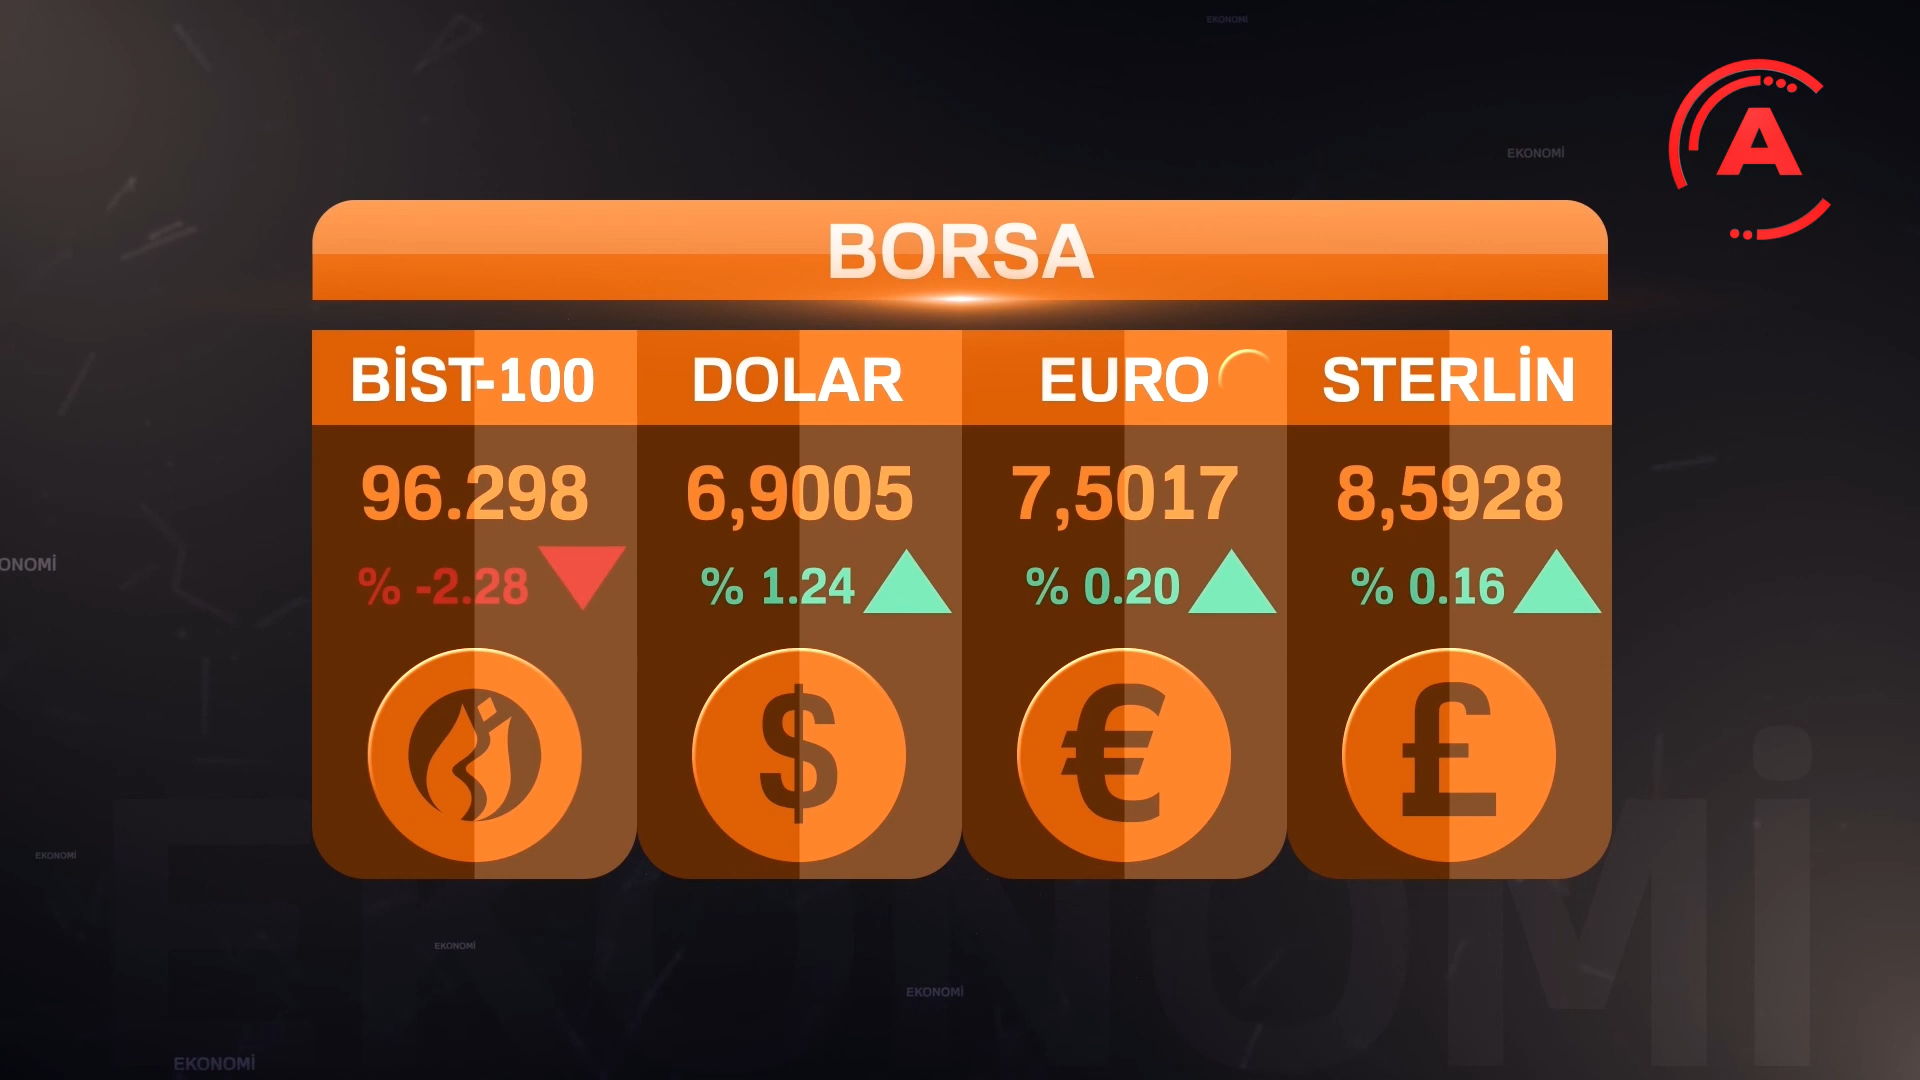 EKONOMİ
A
EKONOMİ
BORSA
BİST-100 DOLAR EURO STERLİN
96.298 6,9005 7,5017 8,5928
% -2.28 % 1.24 % 0.20 % 0.16
ONOMİ
$ € £
EKONOMİ
EKONOMİ
EKONOMİ
EKONOMİ
EKONOMİ